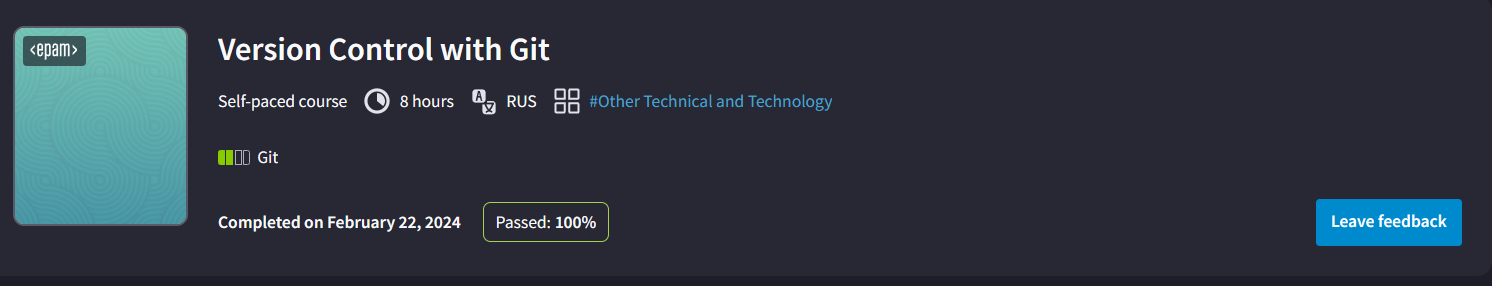 <epam>
Version Control with Git
Self-paced course 8 hours RUS #Other Technical and Technology
Git
Completed on February 22, 2024 Passed: 100% Leave feedback